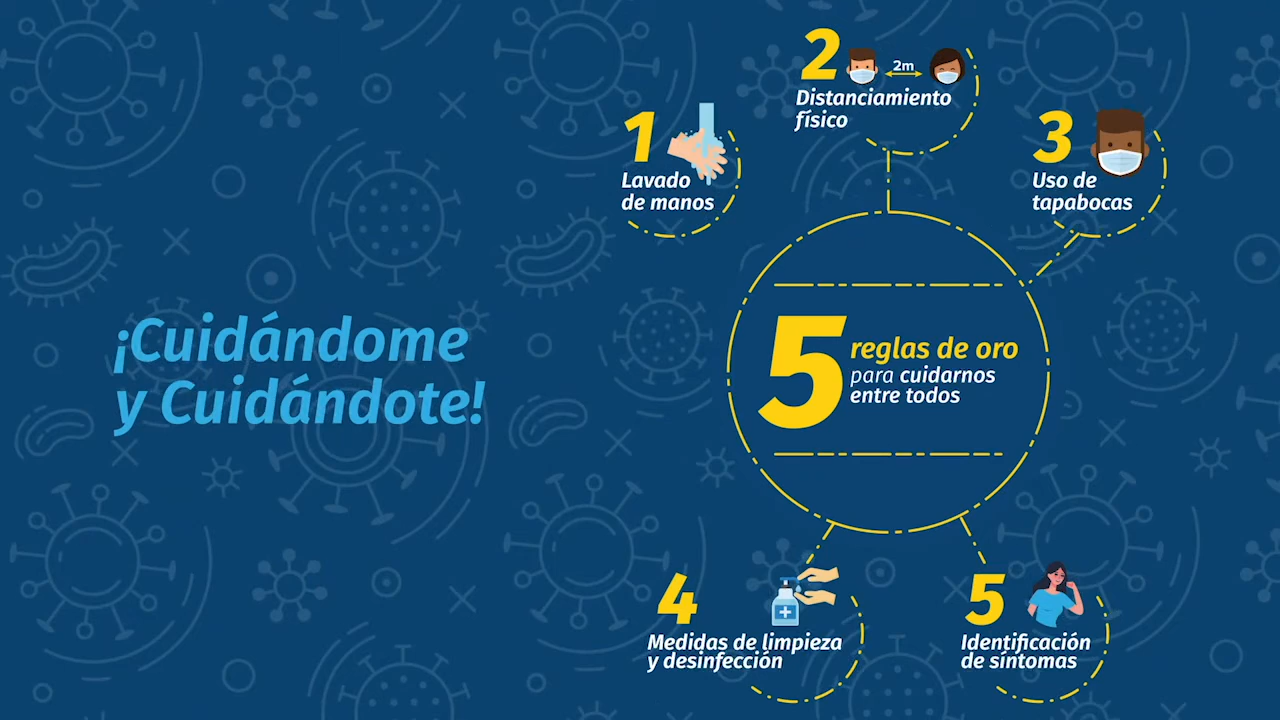 ¡Cuidándome
y Cuidándote!
1
Lavado
de manos
2
2m
Distanciamiento
físico
3
Uso de
tapabocas
5
reglas de oro
para cuidarnos
entre todos
4
Medidas de limpieza
y desinfección
5
Identificación
de síntomas